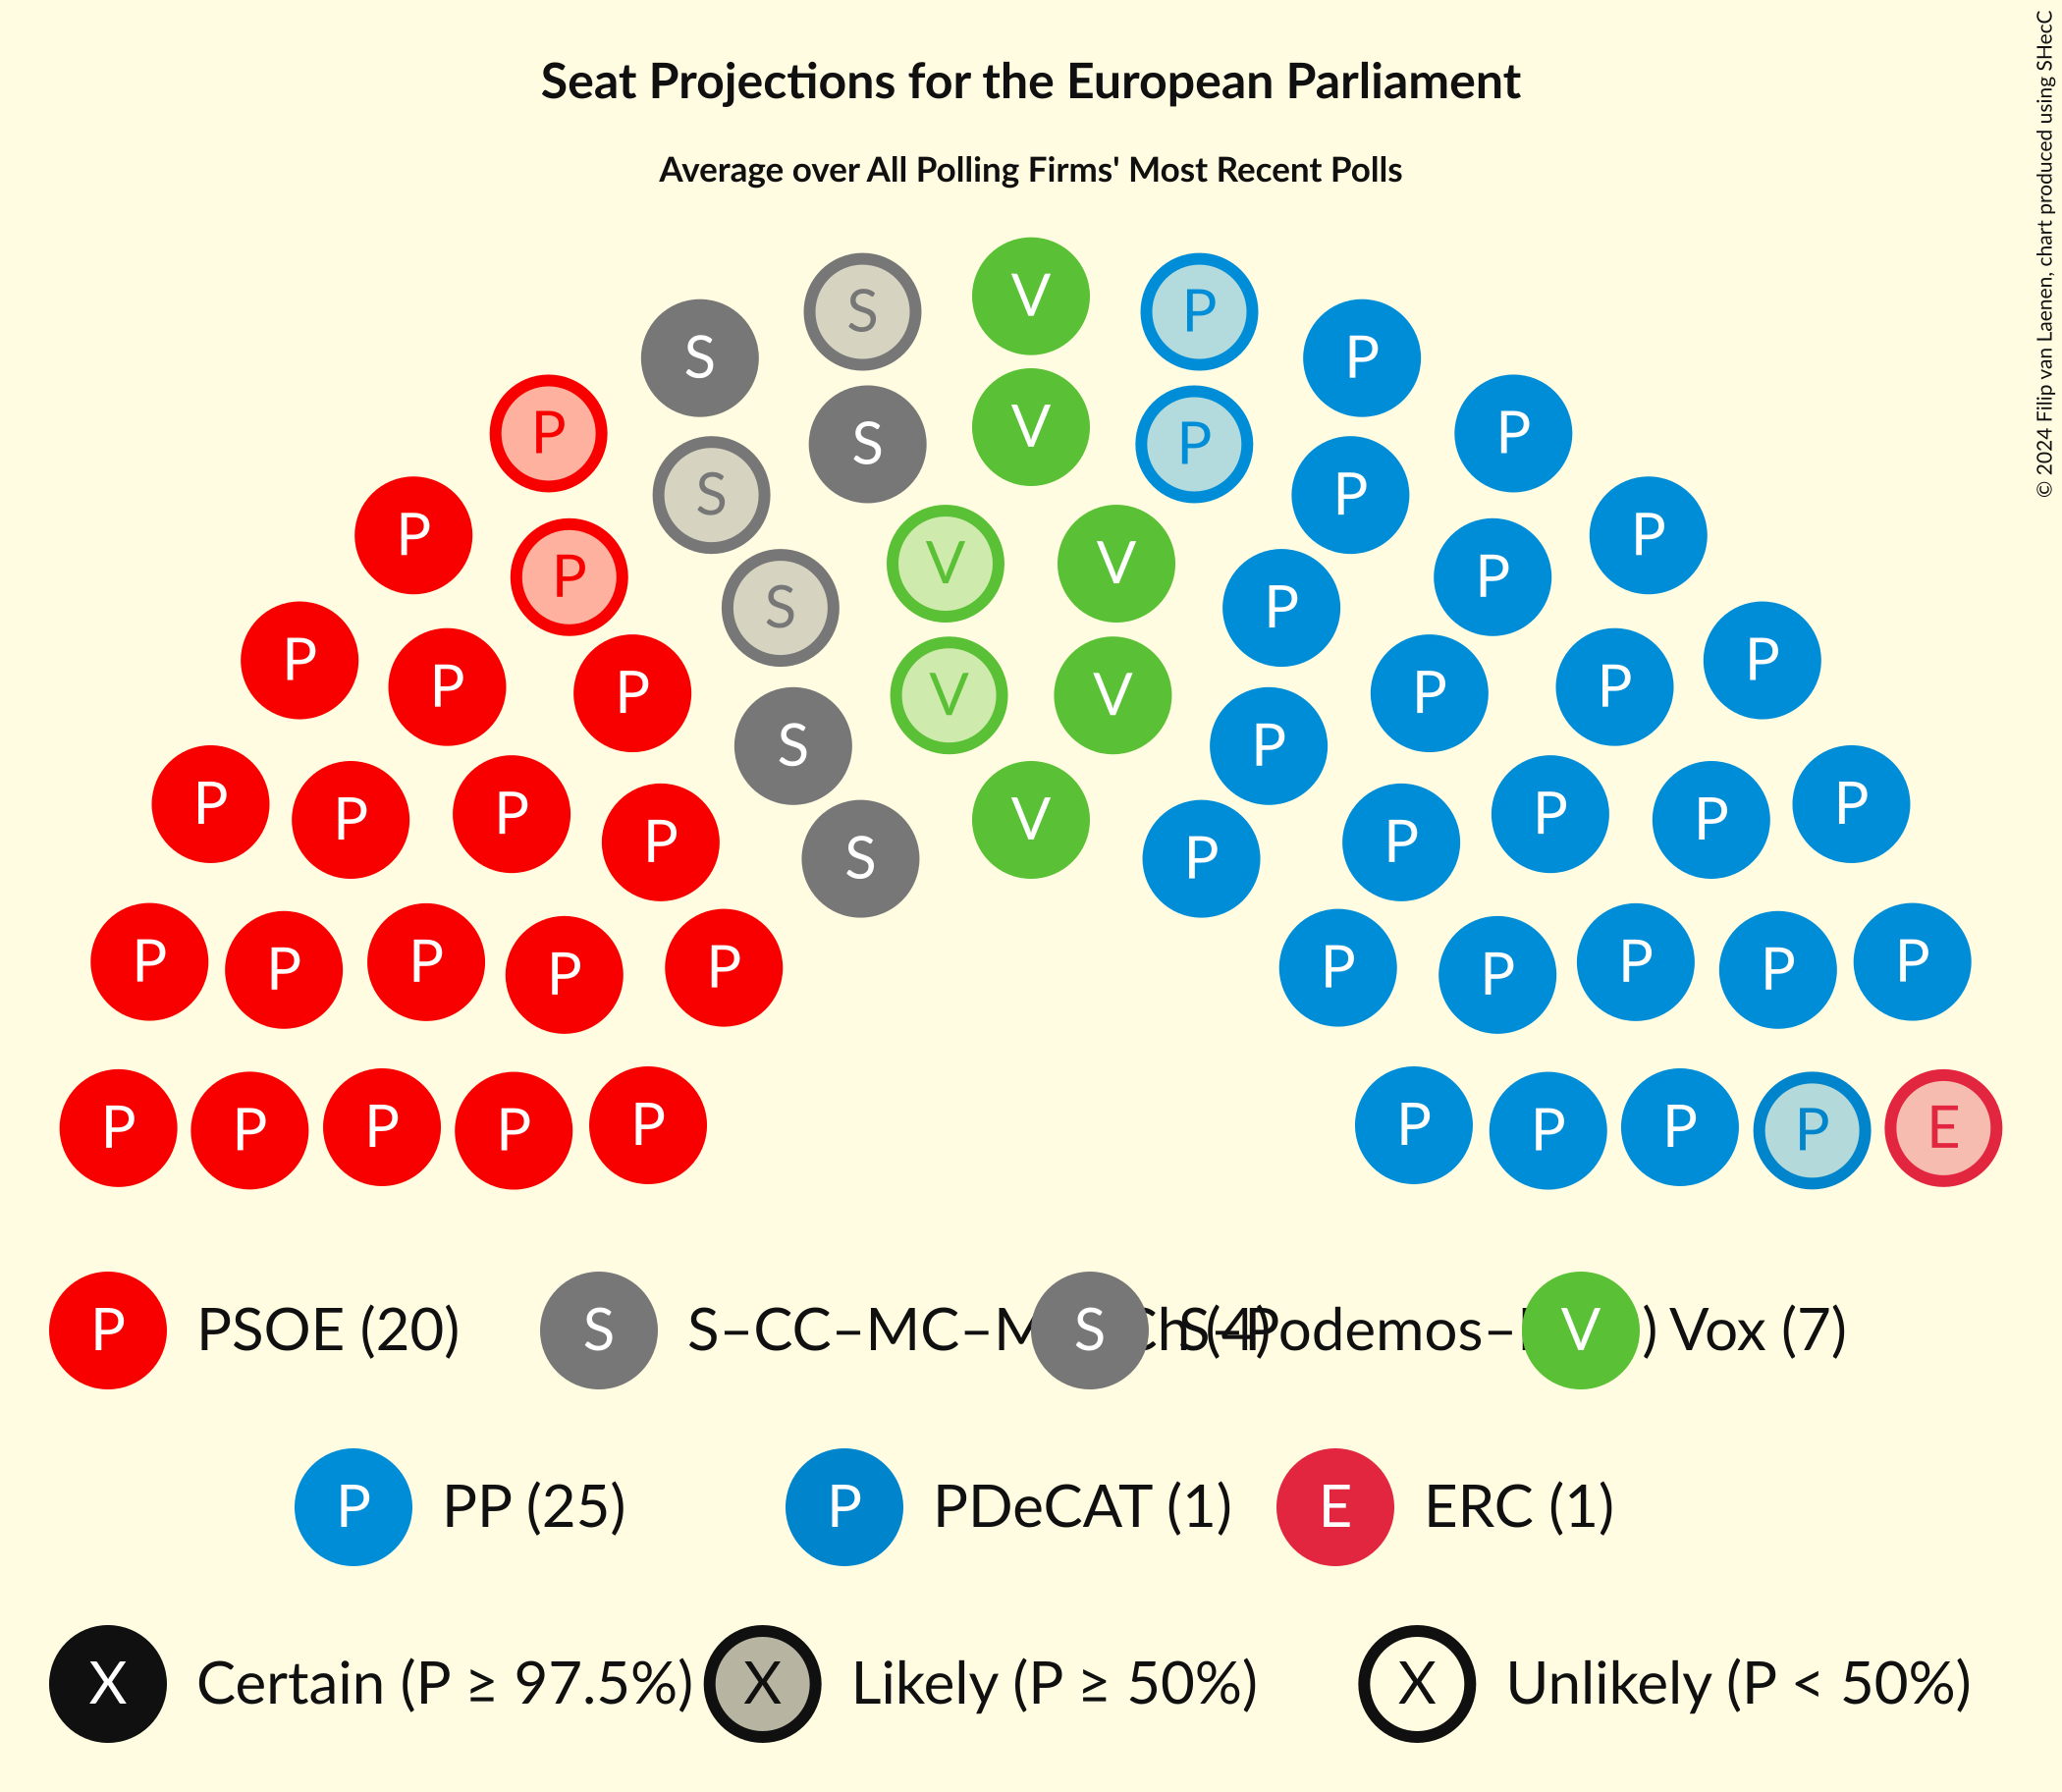 Seat Projections for the European Parliament
Average over All Polling Firms' Most Recent Polls
© 2024 Filip van Laenen, chart produced using SHecC
S V P
S P
P S V P P
S P
P V V P
P P
S P
P P P P
P V V P
S P
P P P V P P P
P P
S P
P P P P P P P P P P
P P P P P P P P P E
P PSOE (20) S S–CC–MC–M S Ch (4) S–Podemos– V ) Vox (7)
P PP (25) P PDeCAT (1) E ERC (1)
X Certain (P ≥ 97.5%) X Likely (P ≥ 50%) X Unlikely (P < 50%)